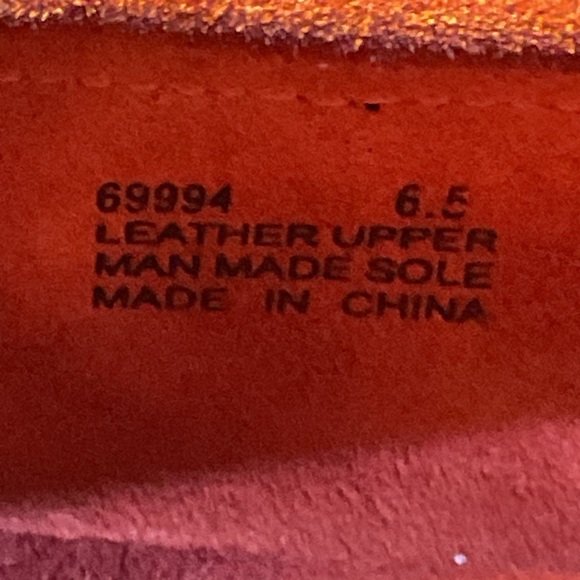 69994 6.5
LEATHER UPPER
MAN MADE SOLE
MADE IN CHINA